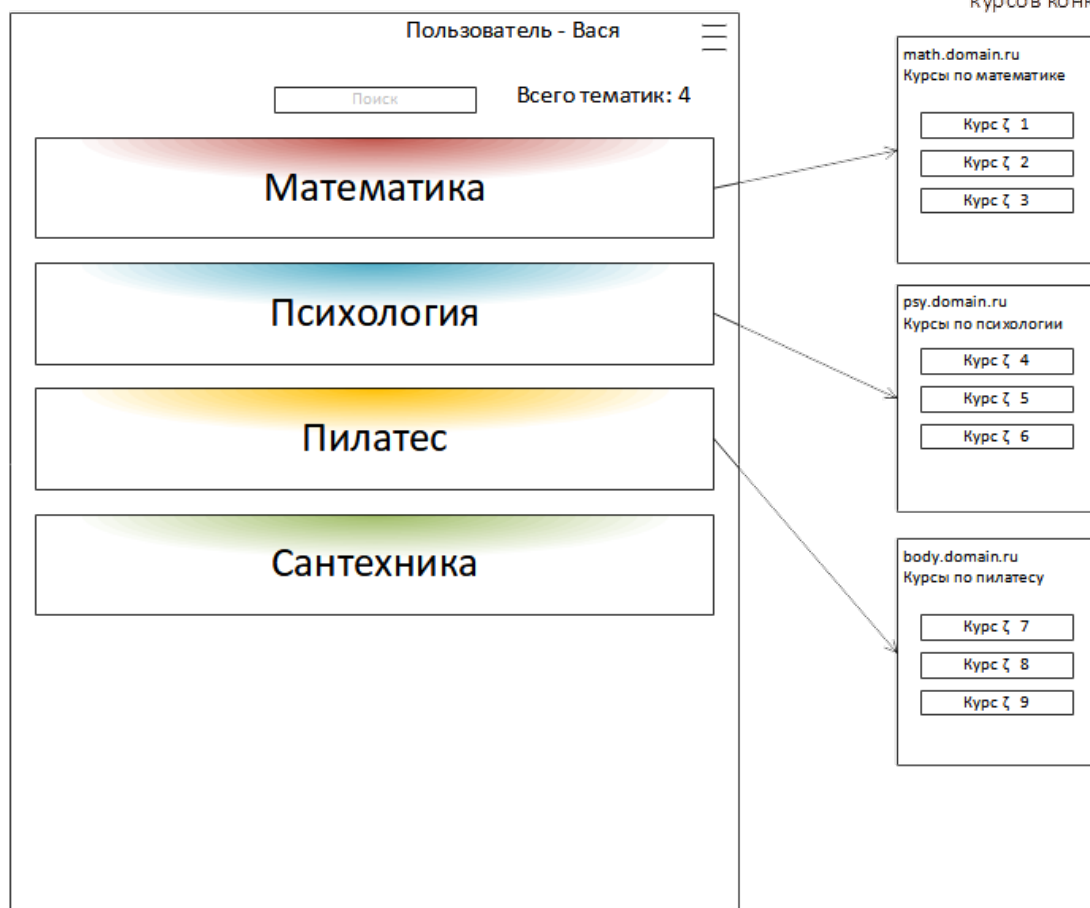 Пользователь - Вася
Поиск
Всего тематик: 4
Математика
Психология
Пилатес
Сантехника
курсов
math.domain.ru
Курсы по математике
Курс ζ 1
Курс ζ 2
Курс ζ 3
psy.domain.ru
Курсы по психологии
Курс ζ 4
Курс ζ 5
Курс ζ 6
body.domain.ru
Курсы по пилатесу
Курс ζ 7
Курс ζ 8
Курс ζ 9